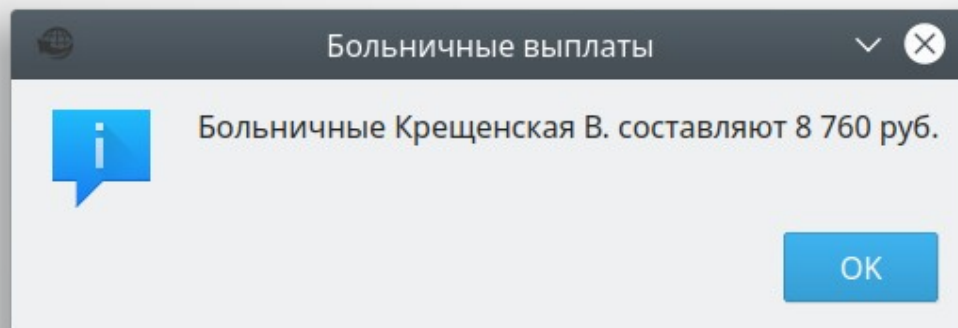 Больничные выплаты
Больничные Крещенская В. составляют 8 760 руб.
OK